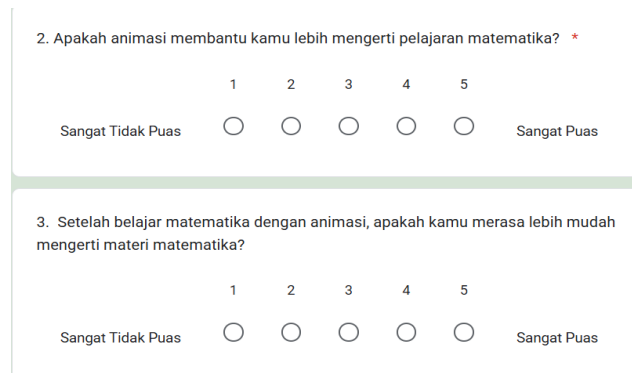 2. Apakah animasi membantu kamu lebih mengerti pelajaran matematika? *
1 2 3 4 5
Sangat Tidak Puas Sangat Puas
3. Setelah belajar matematika dengan animasi, apakah kamu merasa lebih mudah
mengerti materi matematika?
1 2 3 4 5
Sangat Tidak Puas Sangat Puas